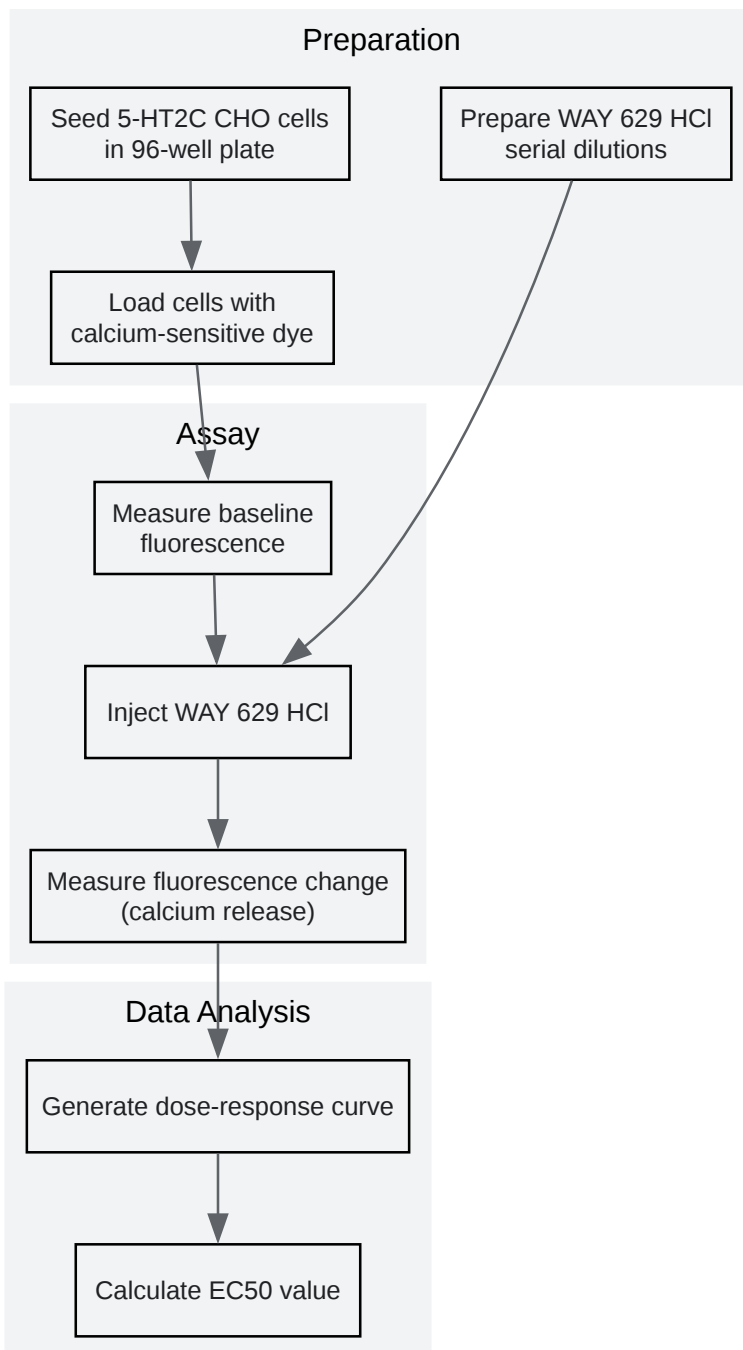 Preparation
Seed 5-HT2C CHO cells
in 96-well plate
Prepare WAY 629 HCl
serial dilutions
Load cells with
calcium-sensitive dye
Assay
Measure baseline
fluorescence
Inject WAY 629 HCl
Measure fluorescence change
(calcium release)
Data Analysis
Generate dose-response curve
Calculate EC50 value